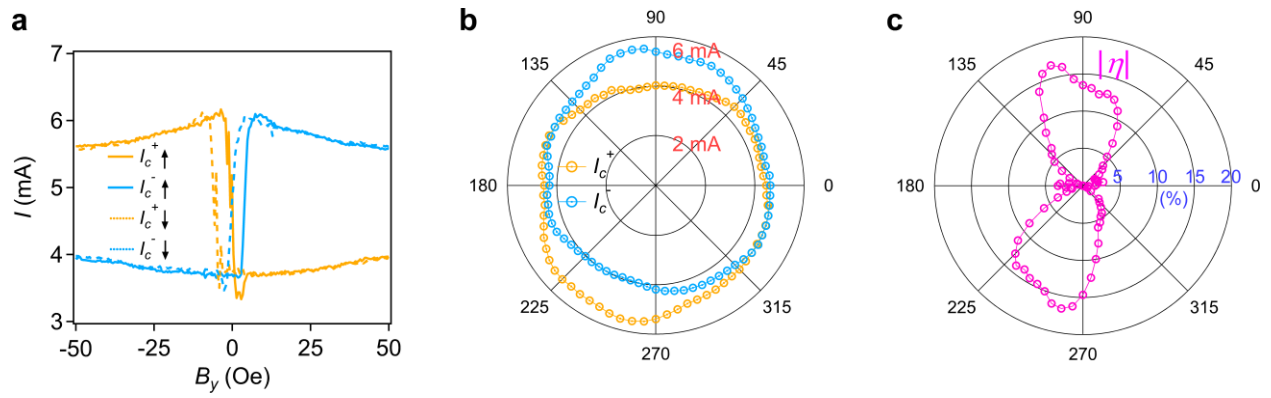 a
7
6
5
4
3
I (mA)
I_c^+ ↑
I_c^- ↑
I_c^+ ↓
I_c^- ↓
-50
-25
0
25
50
B_y (Oe)
b
90
135
45
6 mA
4 mA
2 mA
I_c^+
I_c^-
180
0
225
315
270
c
90
135
45
|η|
180
5
10
15
20
0
(%)
225
315
270